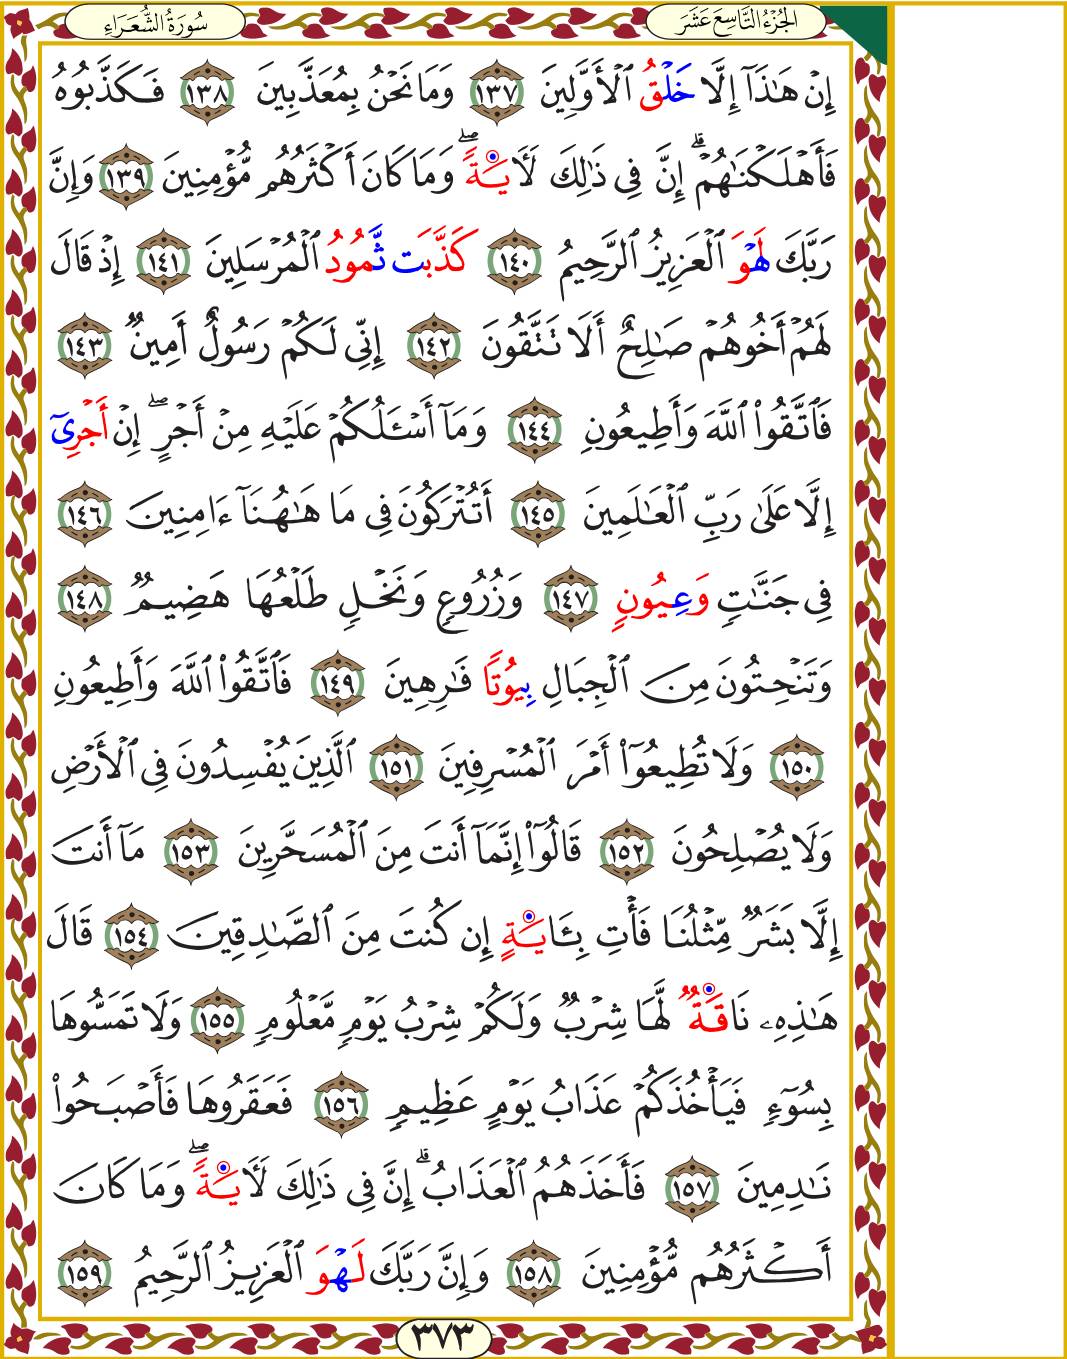 الجُزْءُ التَّاسِعَ عَشَرَ
سُورَةُ الشُّعَرَاءِ
إِنْ هَٰذَآ إِلَّا خَلْقُ ٱلْأَوَّلِينَ ١٣٧ وَمَا نَحْنُ بِمُعَذَّبِينَ ١٣٨ فَكَذَّبُوهُ
فَأَهْلَكْنَٰهُمْۗ إِنَّ فِى ذَٰلِكَ لَأٓيَةًۖ وَمَا كَانَ أَكْثَرُهُم مُّؤْمِنِينَ ١٣٩ وَإِنَّ
رَبَّكَ لَهْوَ ٱلْعَزِيزُ ٱلرَّحِيمُ ١٤٠ كَذَّبَت ثَّمُودُ ٱلْمُرْسَلِينَ ١٤١ إِذْ قَالَ
لَهُمْ أَخُوهُمْ صَٰلِحٌ أَلَا تَتَّقُونَ ١٤٢ إِنِّى لَكُمْ رَسُولٌ أَمِينٌ ١٤٣
فَٱتَّقُوا۟ ٱللَّهَ وَأَطِيعُونِ ١٤٤ وَمَآ أَسْـَٔلُكُمْ عَلَيْهِ مِنْ أَجْرٍۖ إِنْ أَجْرِىَٓ
إِلَّا عَلَىٰ رَبِّ ٱلْعَٰلَمِينَ ١٤٥ أَتُتْرَكُونَ فِى مَا هَٰهُنَآ ءَامِنِينَ ١٤٦
فِى جَنَّٰتٍ وَعِيُونٍ ١٤٧ وَزُرُوعٍ وَنَخْلٍ طَلْعُهَا هَضِيمٌ ١٤٨
وَتَنْحِتُونَ مِنَ ٱلْجِبَالِ بِيُوتًا فَٰرِهِينَ ١٤٩ فَٱتَّقُوا۟ ٱللَّهَ وَأَطِيعُونِ
١٥٠ وَلَا تُطِيعُوٓا۟ أَمْرَ ٱلْمُسْرِفِينَ ١٥١ ٱلَّذِينَ يُفْسِدُونَ فِى ٱلْأَرْضِ
وَلَا يُصْلِحُونَ ١٥٢ قَالُوٓا۟ إِنَّمَآ أَنتَ مِنَ ٱلْمُسَحَّرِينَ ١٥٣ مَآ أَنتَ
إِلَّا بَشَرٌ مِّثْلُنَا فَأْتِ بِـَٔايَةٍ إِن كُنتَ مِنَ ٱلصَّٰدِقِينَ ١٥٤ قَالَ
هَٰذِهِۦ نَاقَةٌ لَّهَا شِرْبٌ وَلَكُمْ شِرْبُ يَوْمٍ مَّعْلُومٍ ١٥٥ وَلَا تَمَسُّوهَا
بِسُوٓءٍ فَيَأْخُذَكُمْ عَذَابُ يَوْمٍ عَظِيمٍ ١٥٦ فَعَقَرُوهَا فَأَصْبَحُوا۟
نَٰدِمِينَ ١٥٧ فَأَخَذَهُمُ ٱلْعَذَابُۗ إِنَّ فِى ذَٰلِكَ لَأٓيَةًۖ وَمَا كَانَ
أَكْثَرُهُم مُّؤْمِنِينَ ١٥٨ وَإِنَّ رَبَّكَ لَهْوَ ٱلْعَزِيزُ ٱلرَّحِيمُ ١٥٩
٣٧٣